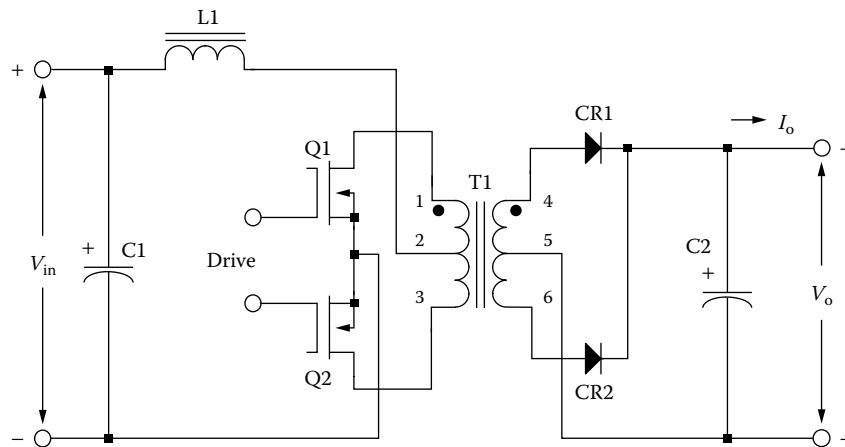 L1
+
CR1
I_o
Q1
T1
1
4
+
C1
2
5
C2
+
V_in
Drive
V_o
3
6
Q2
CR2
−